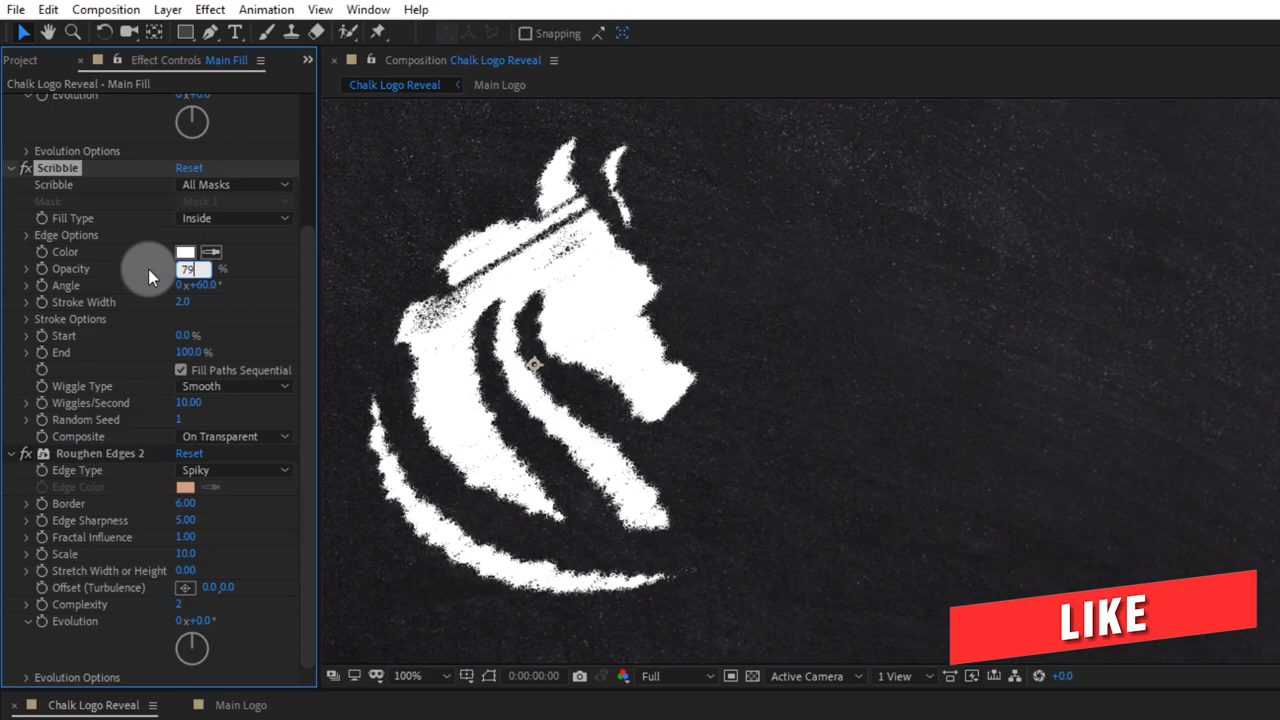 File Edit Composition Layer Effect Animation View Window Help
Snapping
Project × Effect Controls Main Fill
× Composition Chalk Logo Reveal
Chalk Logo Reveal • Main Fill
Chalk Logo Reveal Main Logo
Evolution 0x+0.0°
Evolution Options
fx Scribble Reset
Scribble All Masks
Mask Mask 1
Fill Type Inside
Edge Options
Color
Opacity 79 %
Angle 0x+60.0°
Stroke Width 2.0
Stroke Options
Start 0.0 %
End 100.0 %
Fill Paths Sequential
Wiggle Type Smooth
Wiggles/Second 10.00
Random Seed 1
Composite On Transparent
fx Roughen Edges 2 Reset
Edge Type Spiky
Edge Color
Border 6.00
Edge Sharpness 5.00
Fractal Influence 1.00
Scale 10.0
Stretch Width or Height 0.00
Offset (Turbulence) 0.0,0.0
Complexity 2
Evolution 0x+0.0°
Evolution Options
LIKE
100% 0:00:00:00 Full Active Camera 1 View +0.0
× Chalk Logo Reveal Main Logo